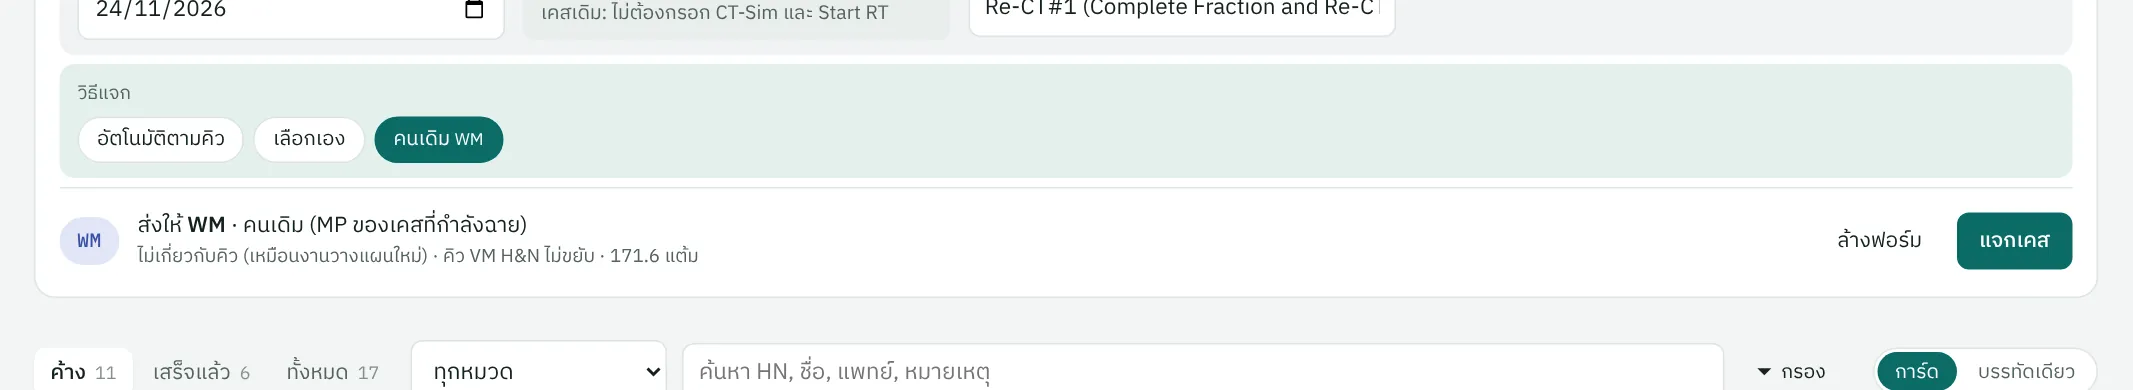 24/11/2026
เคสเดิม: ไม่ต้องกรอก CT-Sim และ Start RT
Re-CT#1 (Complete Fraction and Re-C
วิธีแจก
อัตโนมัติตามคิว เลือกเอง คนเดิม WM
WM
ส่งให้ WM · คนเดิม (MP ของเคสที่กำลังฉาย)
ไม่เกี่ยวกับคิว (เหมือนงานวางแผนใหม่) · คิว VM H&N ไม่ขยับ · 171.6 แต้ม
ล้างฟอร์ม แจกเคส
ค้าง 11 เสร็จแล้ว 6 ทั้งหมด 17 ทุกหมวด ค้นหา HN, ชื่อ, แพทย์, หมายเหตุ กรอง การ์ด บรรทัดเดียว